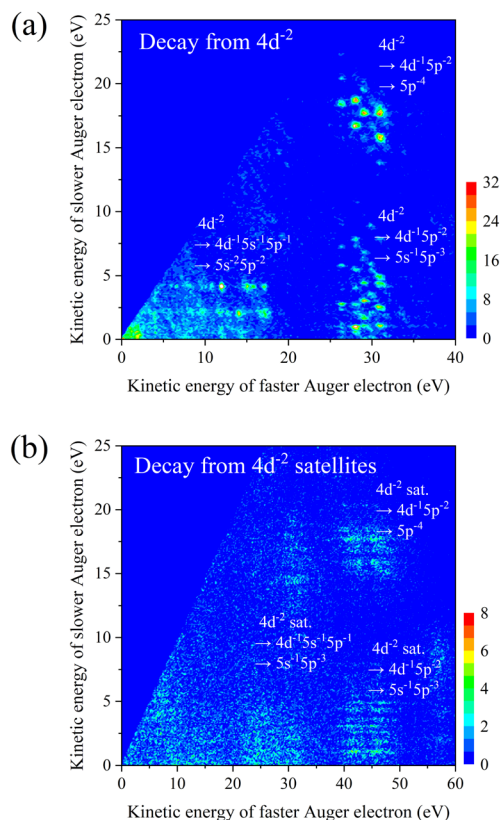 (a)
Decay from 4d⁻²
4d⁻²
→ 4d⁻¹5p⁻²
→ 5p⁻⁴
4d⁻²
→ 4d⁻¹5s⁻¹5p⁻¹
→ 5s⁻²5p⁻²
4d⁻²
→ 4d⁻¹5p⁻²
→ 5s⁻¹5p⁻³
25
20
15
10
5
0
0
10
20
30
40
Kinetic energy of slower Auger electron (eV)
Kinetic energy of faster Auger electron (eV)
32
24
16
8
0
(b)
Decay from 4d⁻² satellites
4d⁻² sat.
→ 4d⁻¹5p⁻²
→ 5p⁻⁴
4d⁻² sat.
→ 4d⁻¹5s⁻¹5p⁻¹
→ 5s⁻¹5p⁻³
4d⁻² sat.
→ 4d⁻¹5p⁻²
→ 5s⁻¹5p⁻³
25
20
15
10
5
0
0
10
20
30
40
50
60
Kinetic energy of slower Auger electron (eV)
Kinetic energy of faster Auger electron (eV)
8
6
4
2
0